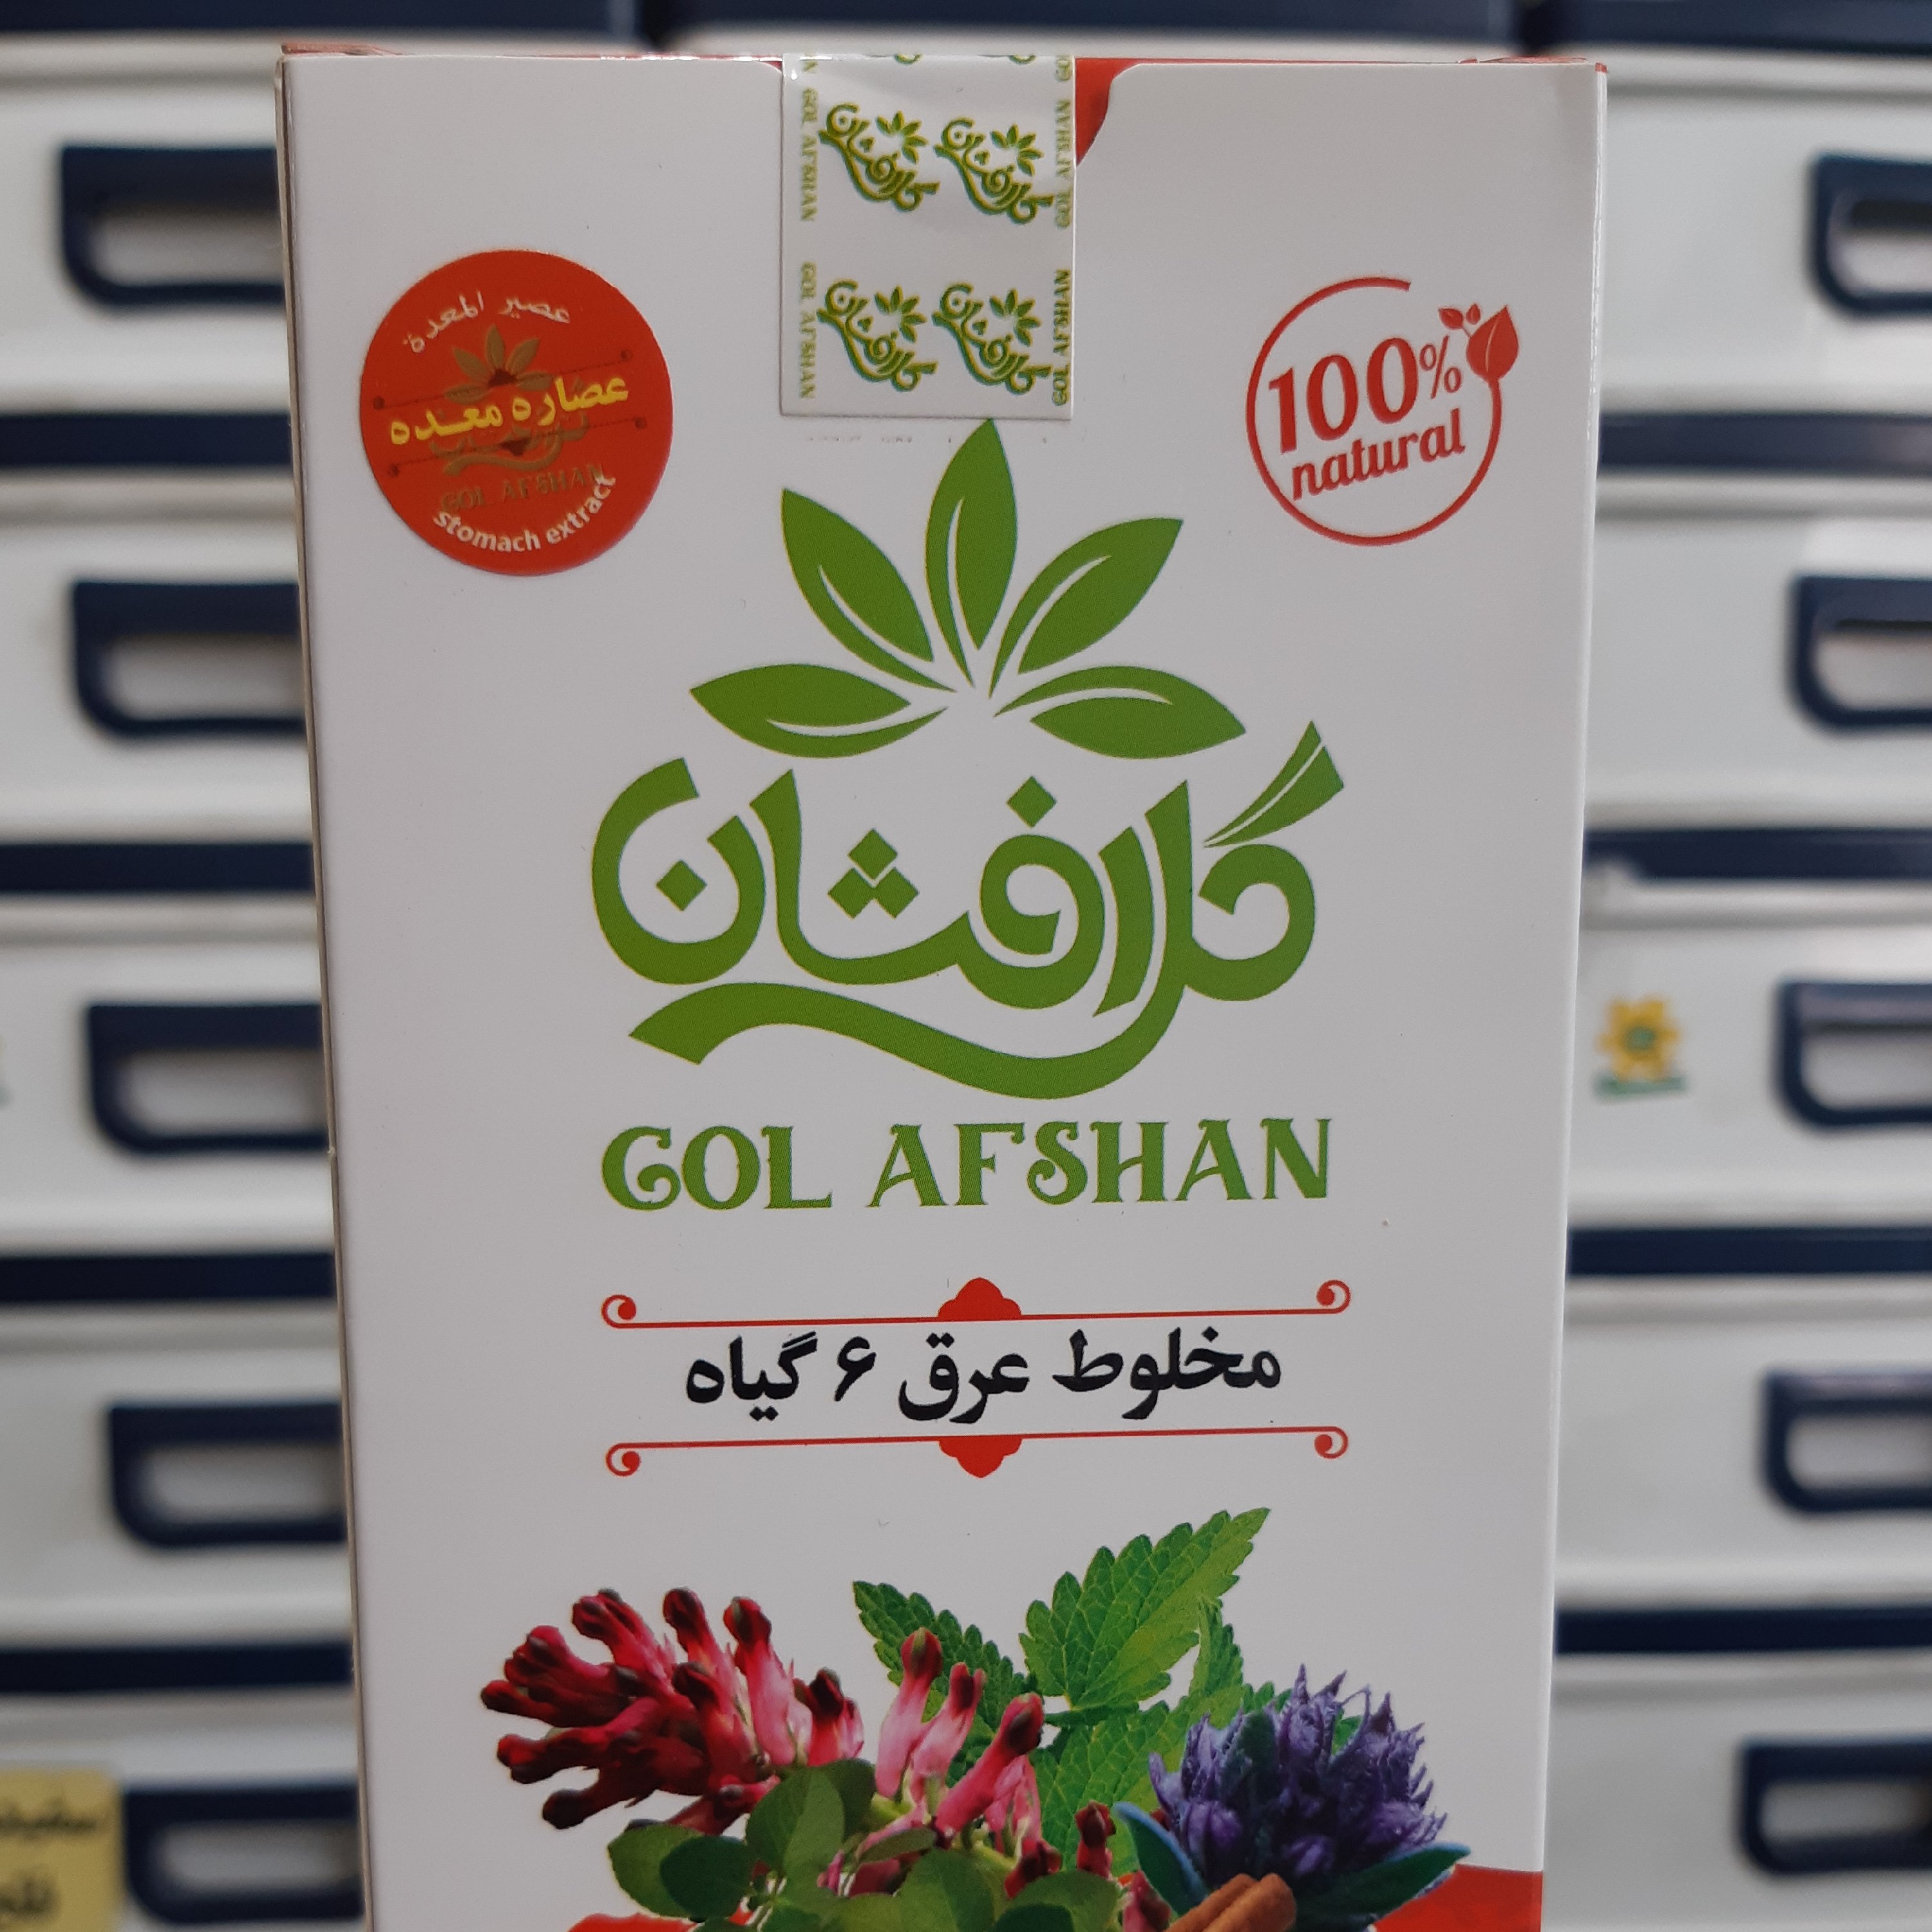 گل افشان GOL AFSHAN
گل افشان GOL AFSHAN
عصير المعدة
عصاره معده
GOL AFSHAN
stomach extract
100%
natural
گل افشان
GOL AFSHAN
مخلوط عرق ۶ گیاه